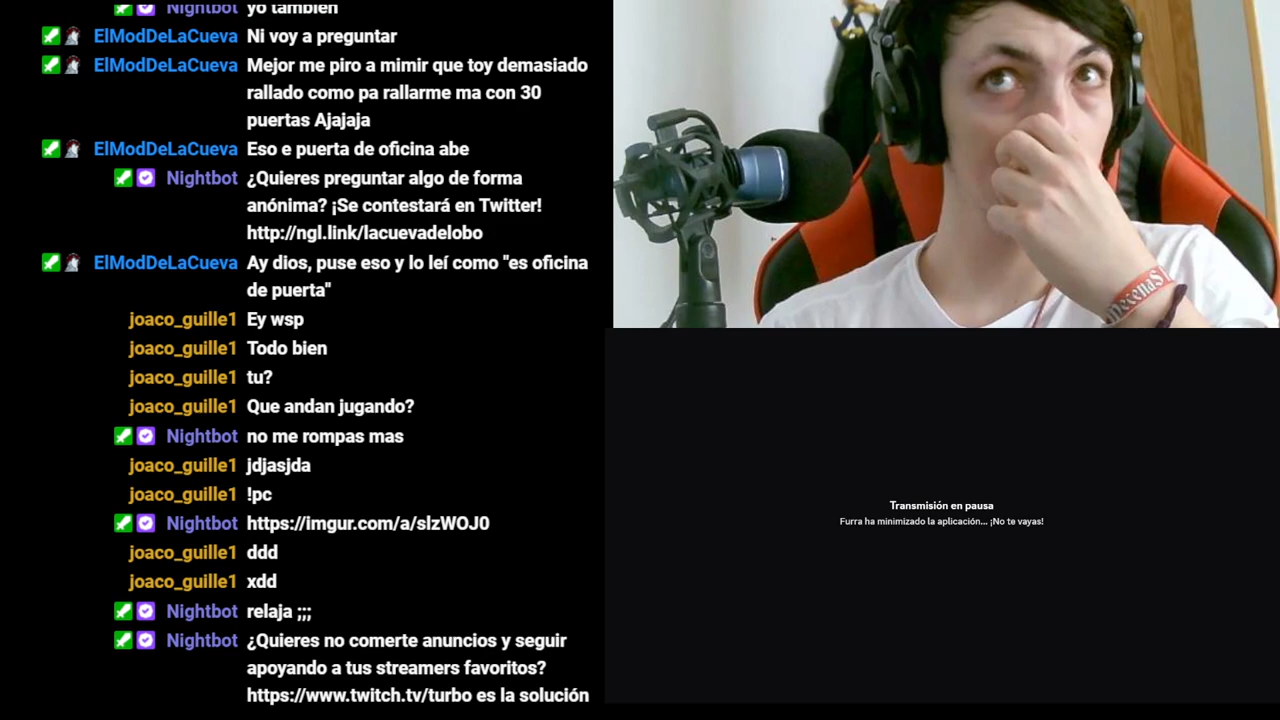 Nightbot yo también
ElModDeLaCueva Ni voy a preguntar
ElModDeLaCueva Mejor me piro a mimir que toy demasiado
rallado como pa rallarme ma con 30
puertas Ajajaja
ElModDeLaCueva Eso e puerta de oficina abe
Nightbot ¿Quieres preguntar algo de forma
anónima? ¡Se contestará en Twitter!
http://ngl.link/lacuevadelobo
ElModDeLaCueva Ay dios, puse eso y lo leí como "es oficina
de puerta"
joaco_guille1 Ey wsp
joaco_guille1 Todo bien
joaco_guille1 tu?
joaco_guille1 Que andan jugando?
Nightbot no me rompas mas
joaco_guille1 jdjasjda
joaco_guille1 !pc
Nightbot https://imgur.com/a/slzWOJ0
joaco_guille1 ddd
joaco_guille1 xdd
Nightbot relaja ;;;
Nightbot ¿Quieres no comerte anuncios y seguir
apoyando a tus streamers favoritos?
https://www.twitch.tv/turbo es la solución
Transmisión en pausa
Furra ha minimizado la aplicación... ¡No te vayas!